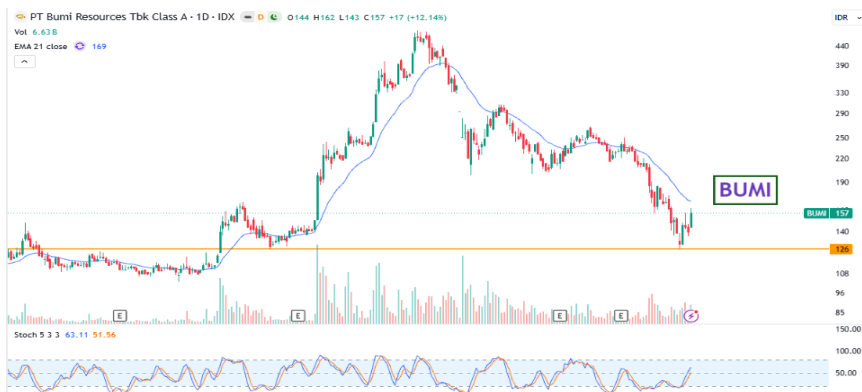 PT Bumi Resources Tbk Class A · 1D · IDX D O144 H162 L143 C157 +17 (+12.14%) IDR
Vol 6.63B
EMA 21 close 169
440
390
330
290
250
220
190
BUMI
BUMI 157
140
126
108
96
85
E E E E
Stoch 5 3 3 63.11 51.56
150.00
100.00
50.00